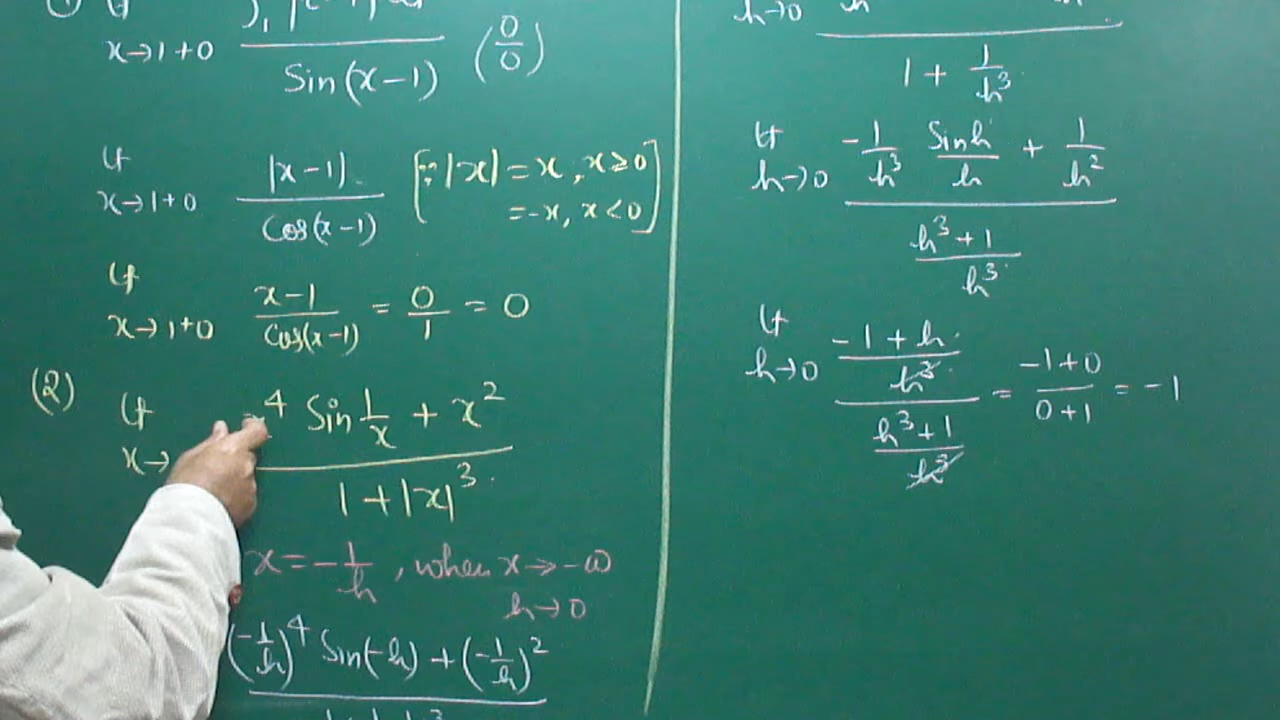 x→1+0
Sin(x-1) (0/0)
Lt x→1+0 |x-1| / Cos(x-1) [∵|x| = x, x≥0
= -x, x<0]
Lt x→1+0 (x-1) / Cos(x-1) = 0/1 = 0
(2) Lt x→ 4 Sin 1/x + x²
1+|x|³
x = -1/h, when x→-∞
h→0
(-1/h)⁴ Sin(-h) + (-1/h)²
h→0
1 + 1/h³
Lt h→0 -1/h³ Sinh/h + 1/h²
h³+1 / h³
Lt h→0 (-1+h)/h³ / (h³+1)/h³ = (-1+0)/(0+1) = -1